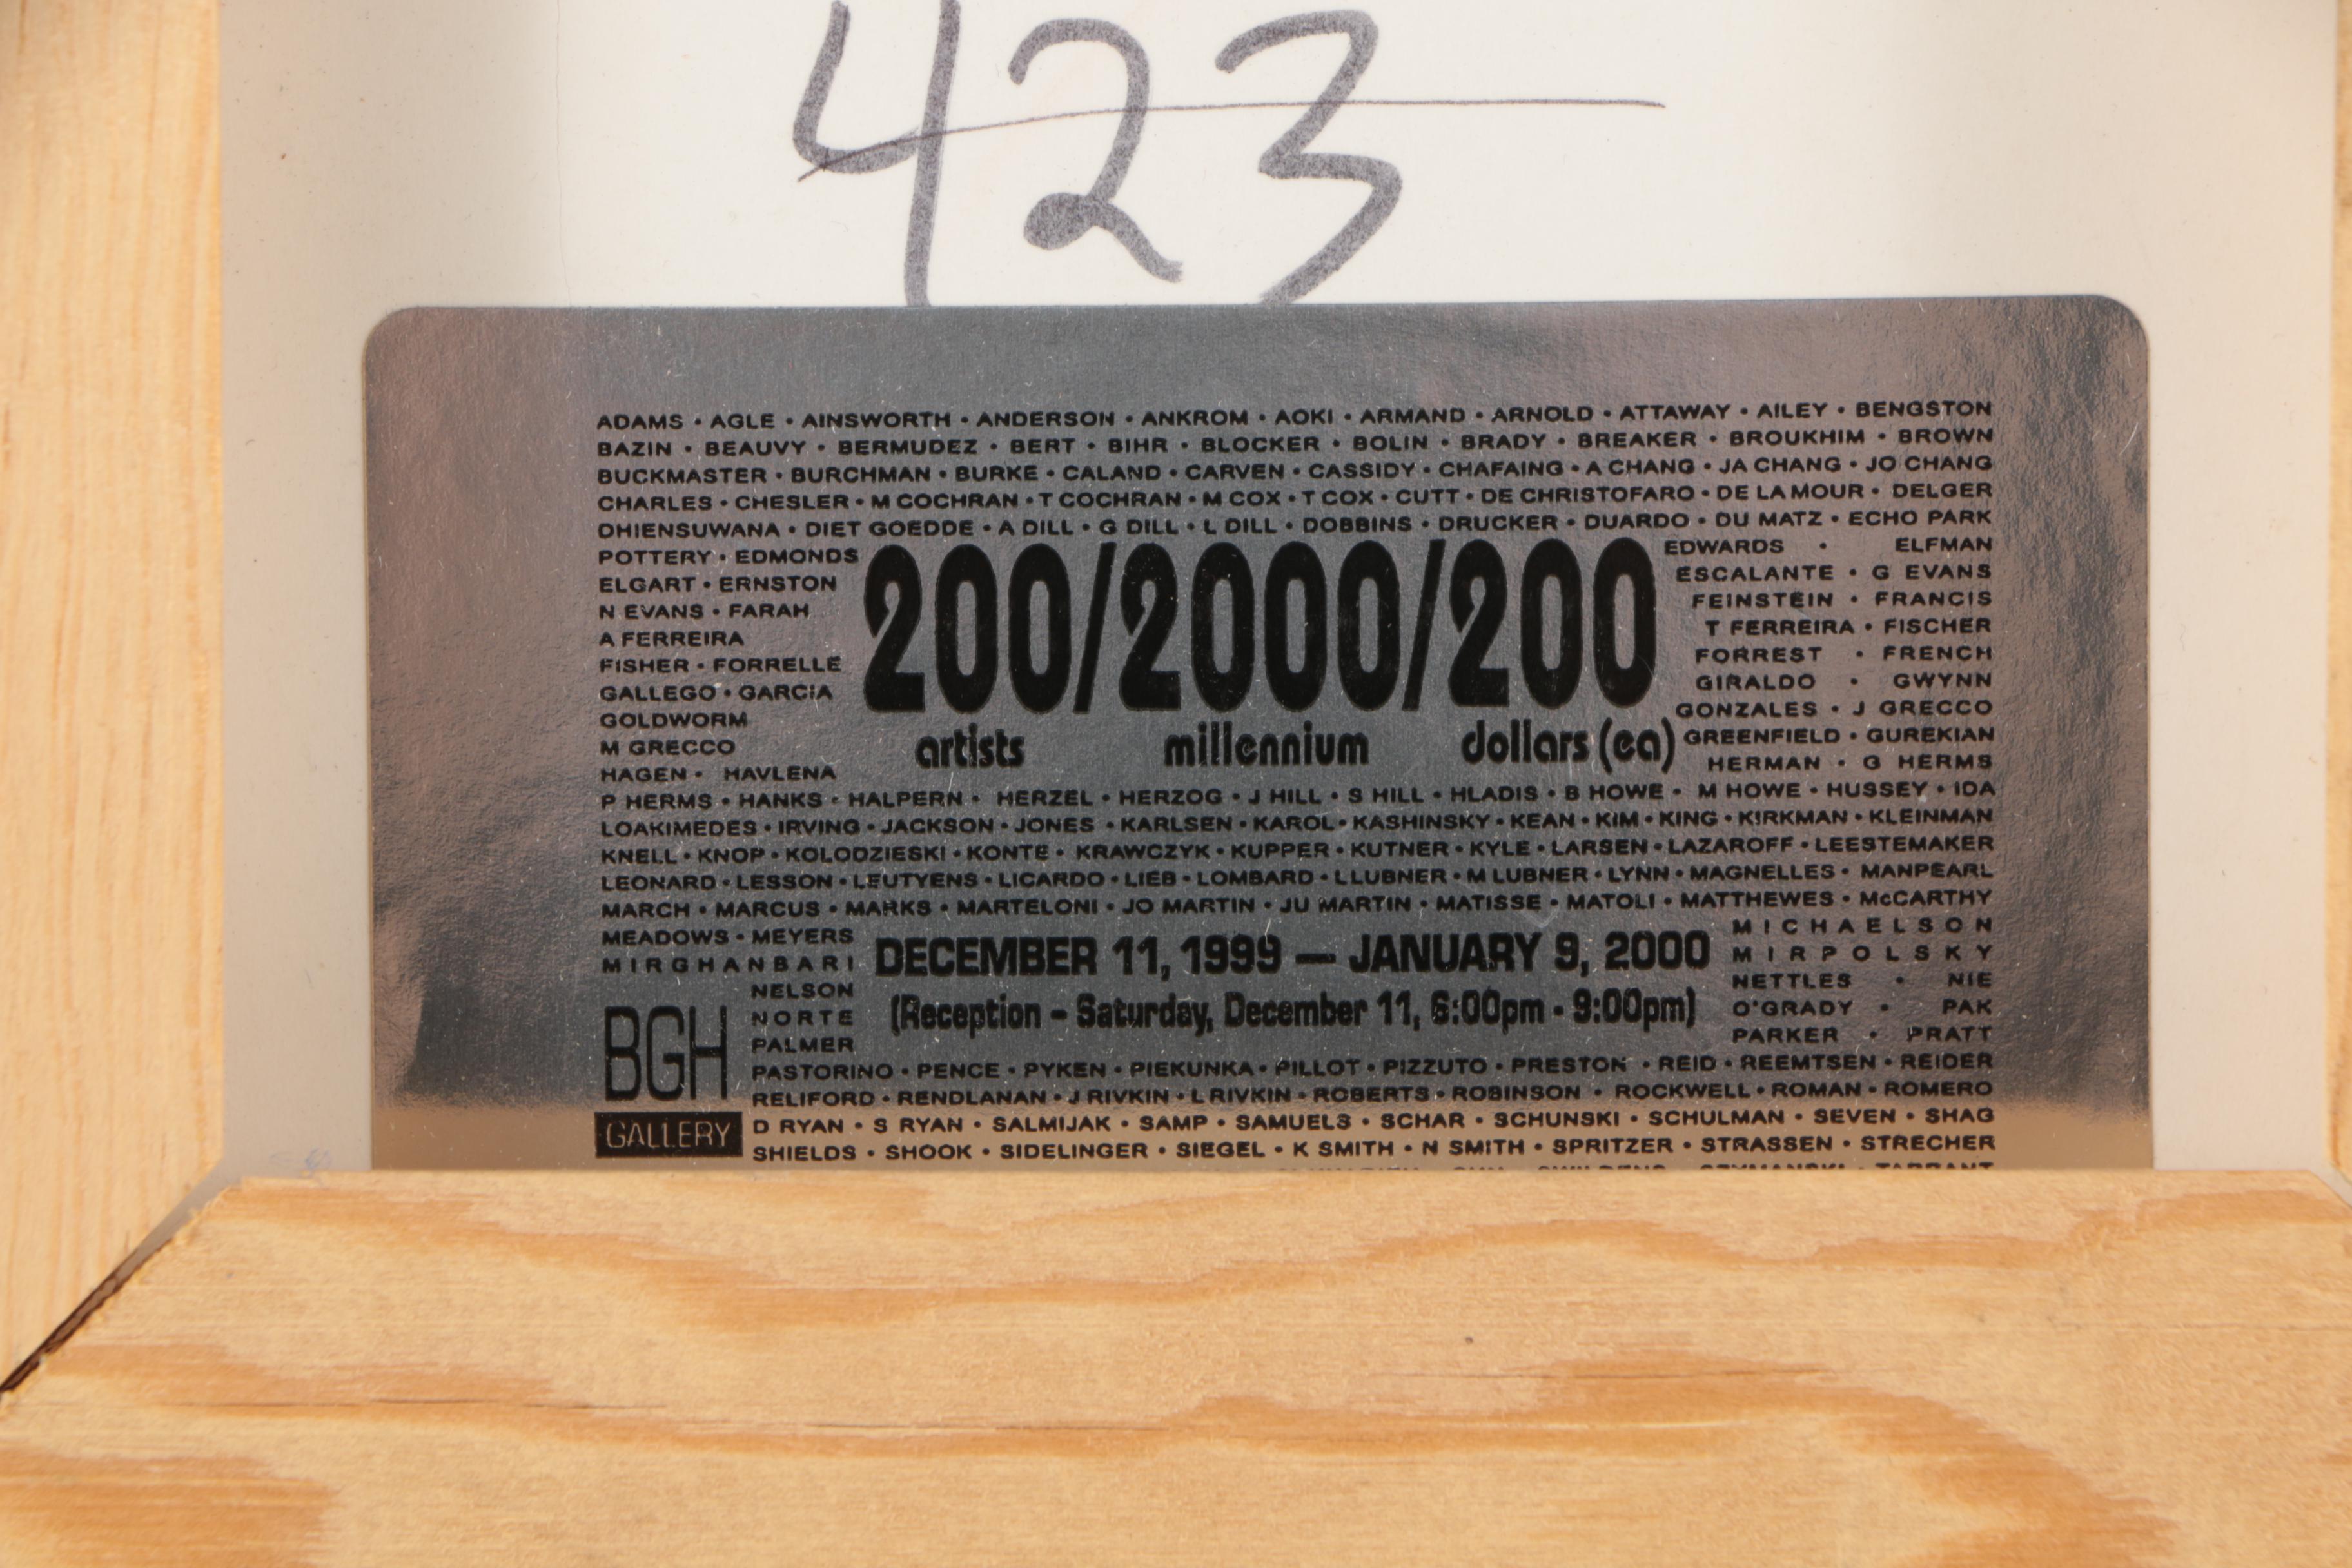 423
ADAMS • AGLE • AINSWORTH • ANDERSON • ANKROM • AOKI • ARMAND • ARNOLD • ATTAWAY • AILEY • BENGSTON
BAZIN • BEAUVY • BERMUDEZ • BERT • BIHR • BLOCKER • BOLIN • BRADY • BREAKER • BROUKHIM • BROWN
BUCKMASTER • BURCHMAN • BURKE • CALAND • CARVEN • CASSIDY • CHAFAING • A CHANG • JA CHANG • JO CHANG
CHARLES • CHESLER • M COCHRAN • T COCHRAN • M COX • T COX • CUTT • DE CHRISTOFARO • DE LA MOUR • DELGER
DHIENSUWANA • DIET GOEDDE • A DILL • G DILL • L DILL • DOBBINS • DRUCKER • DUARDO • DU MATZ • ECHO PARK
POTTERY • EDMONDS
EDWARDS • ELFMAN
ELGART • ERNSTON
ESCALANTE • G EVANS
N EVANS • FARAH
FEINSTEIN • FRANCIS
A FERREIRA
T FERREIRA • FISCHER
FISHER • FORRELLE
FORREST • FRENCH
GALLEGO • GARCIA
GIRALDO • GWYNN
GOLDWORM
GONZALES • J GRECCO
M GRECCO
GREENFIELD • GUREKIAN
HAGEN • HAVLENA
HERMAN • G HERMS
200/2000/200
artists millennium dollars (ea)
P HERMS • HANKS • HALPERN • HERZEL • HERZOG • J HILL • S HILL • HLADIS • B HOWE • M HOWE • HUSSEY • IDA
LOAKIMEDES • IRVING • JACKSON • JONES • KARLSEN • KAROL • KASHINSKY • KEAN • KIM • KING • KIRKMAN • KLEINMAN
KNELL • KNOP • KOLODZIESKI • KONTE • KRAWCZYK • KUPPER • KUTNER • KYLE • LARSEN • LAZAROFF • LEESTEMAKER
LEONARD • LESSON • LEUTYENS • LICARDO • LIEB • LOMBARD • L LUBNER • M LUBNER • LYNN • MAGNELLES • MANPEARL
MARCH • MARCUS • MARKS • MARTELONI • JO MARTIN • JU MARTIN • MATISSE • MATOLI • MATTHEWES • McCARTHY
MEADOWS • MEYERS
MICHAELSON
MIRGHANBARI
MIRPOLSKY
DECEMBER 11, 1999 — JANUARY 9, 2000
NELSON
NETTLES • NIE
(Reception - Saturday, December 11, 6:00pm - 9:00pm)
NORTE
O'GRADY • PAK
PALMER
PARKER • PRATT
BGH
GALLERY
PASTORINO • PENCE • PYKEN • PIEKUNKA • PILLOT • PIZZUTO • PRESTON • REID • REEMTSEN • REIDER
RELIFORD • RENDLANAN • J RIVKIN • L RIVKIN • ROBERTS • ROBINSON • ROCKWELL • ROMAN • ROMERO
D RYAN • S RYAN • SALMIJAK • SAMP • SAMUELS • SCHAR • SCHUNSKI • SCHULMAN • SEVEN • SHAG
SHIELDS • SHOOK • SIDELINGER • SIEGEL • K SMITH • N SMITH • SPRITZER • STRASSEN • STRECHER